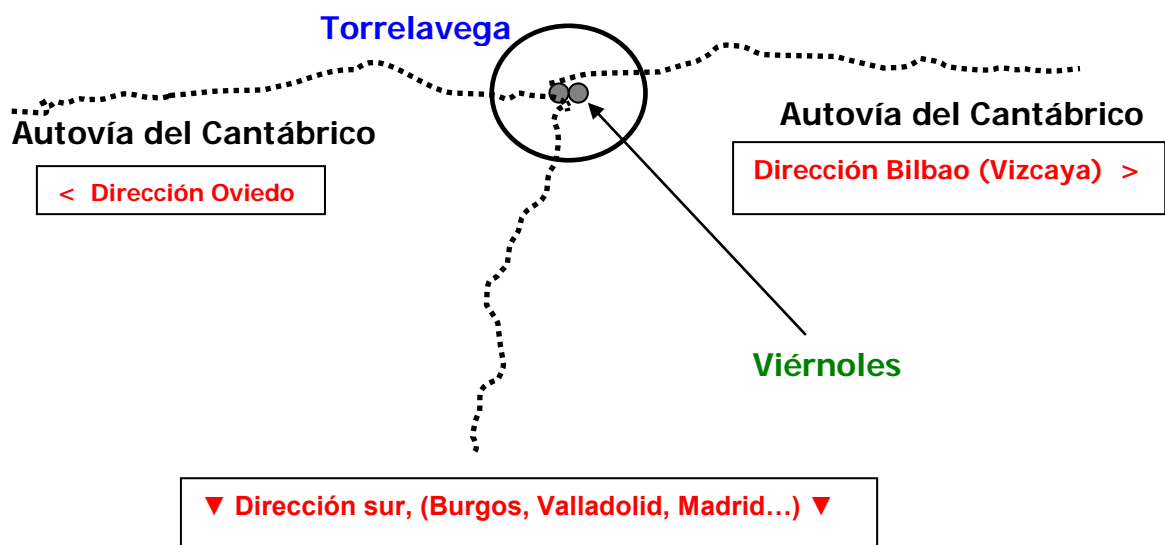 Torrelavega
Autovía del Cantábrico
Autovía del Cantábrico
< Dirección Oviedo
Dirección Bilbao (Vizcaya) >
Viérnoles
▼ Dirección sur, (Burgos, Valladolid, Madrid…) ▼